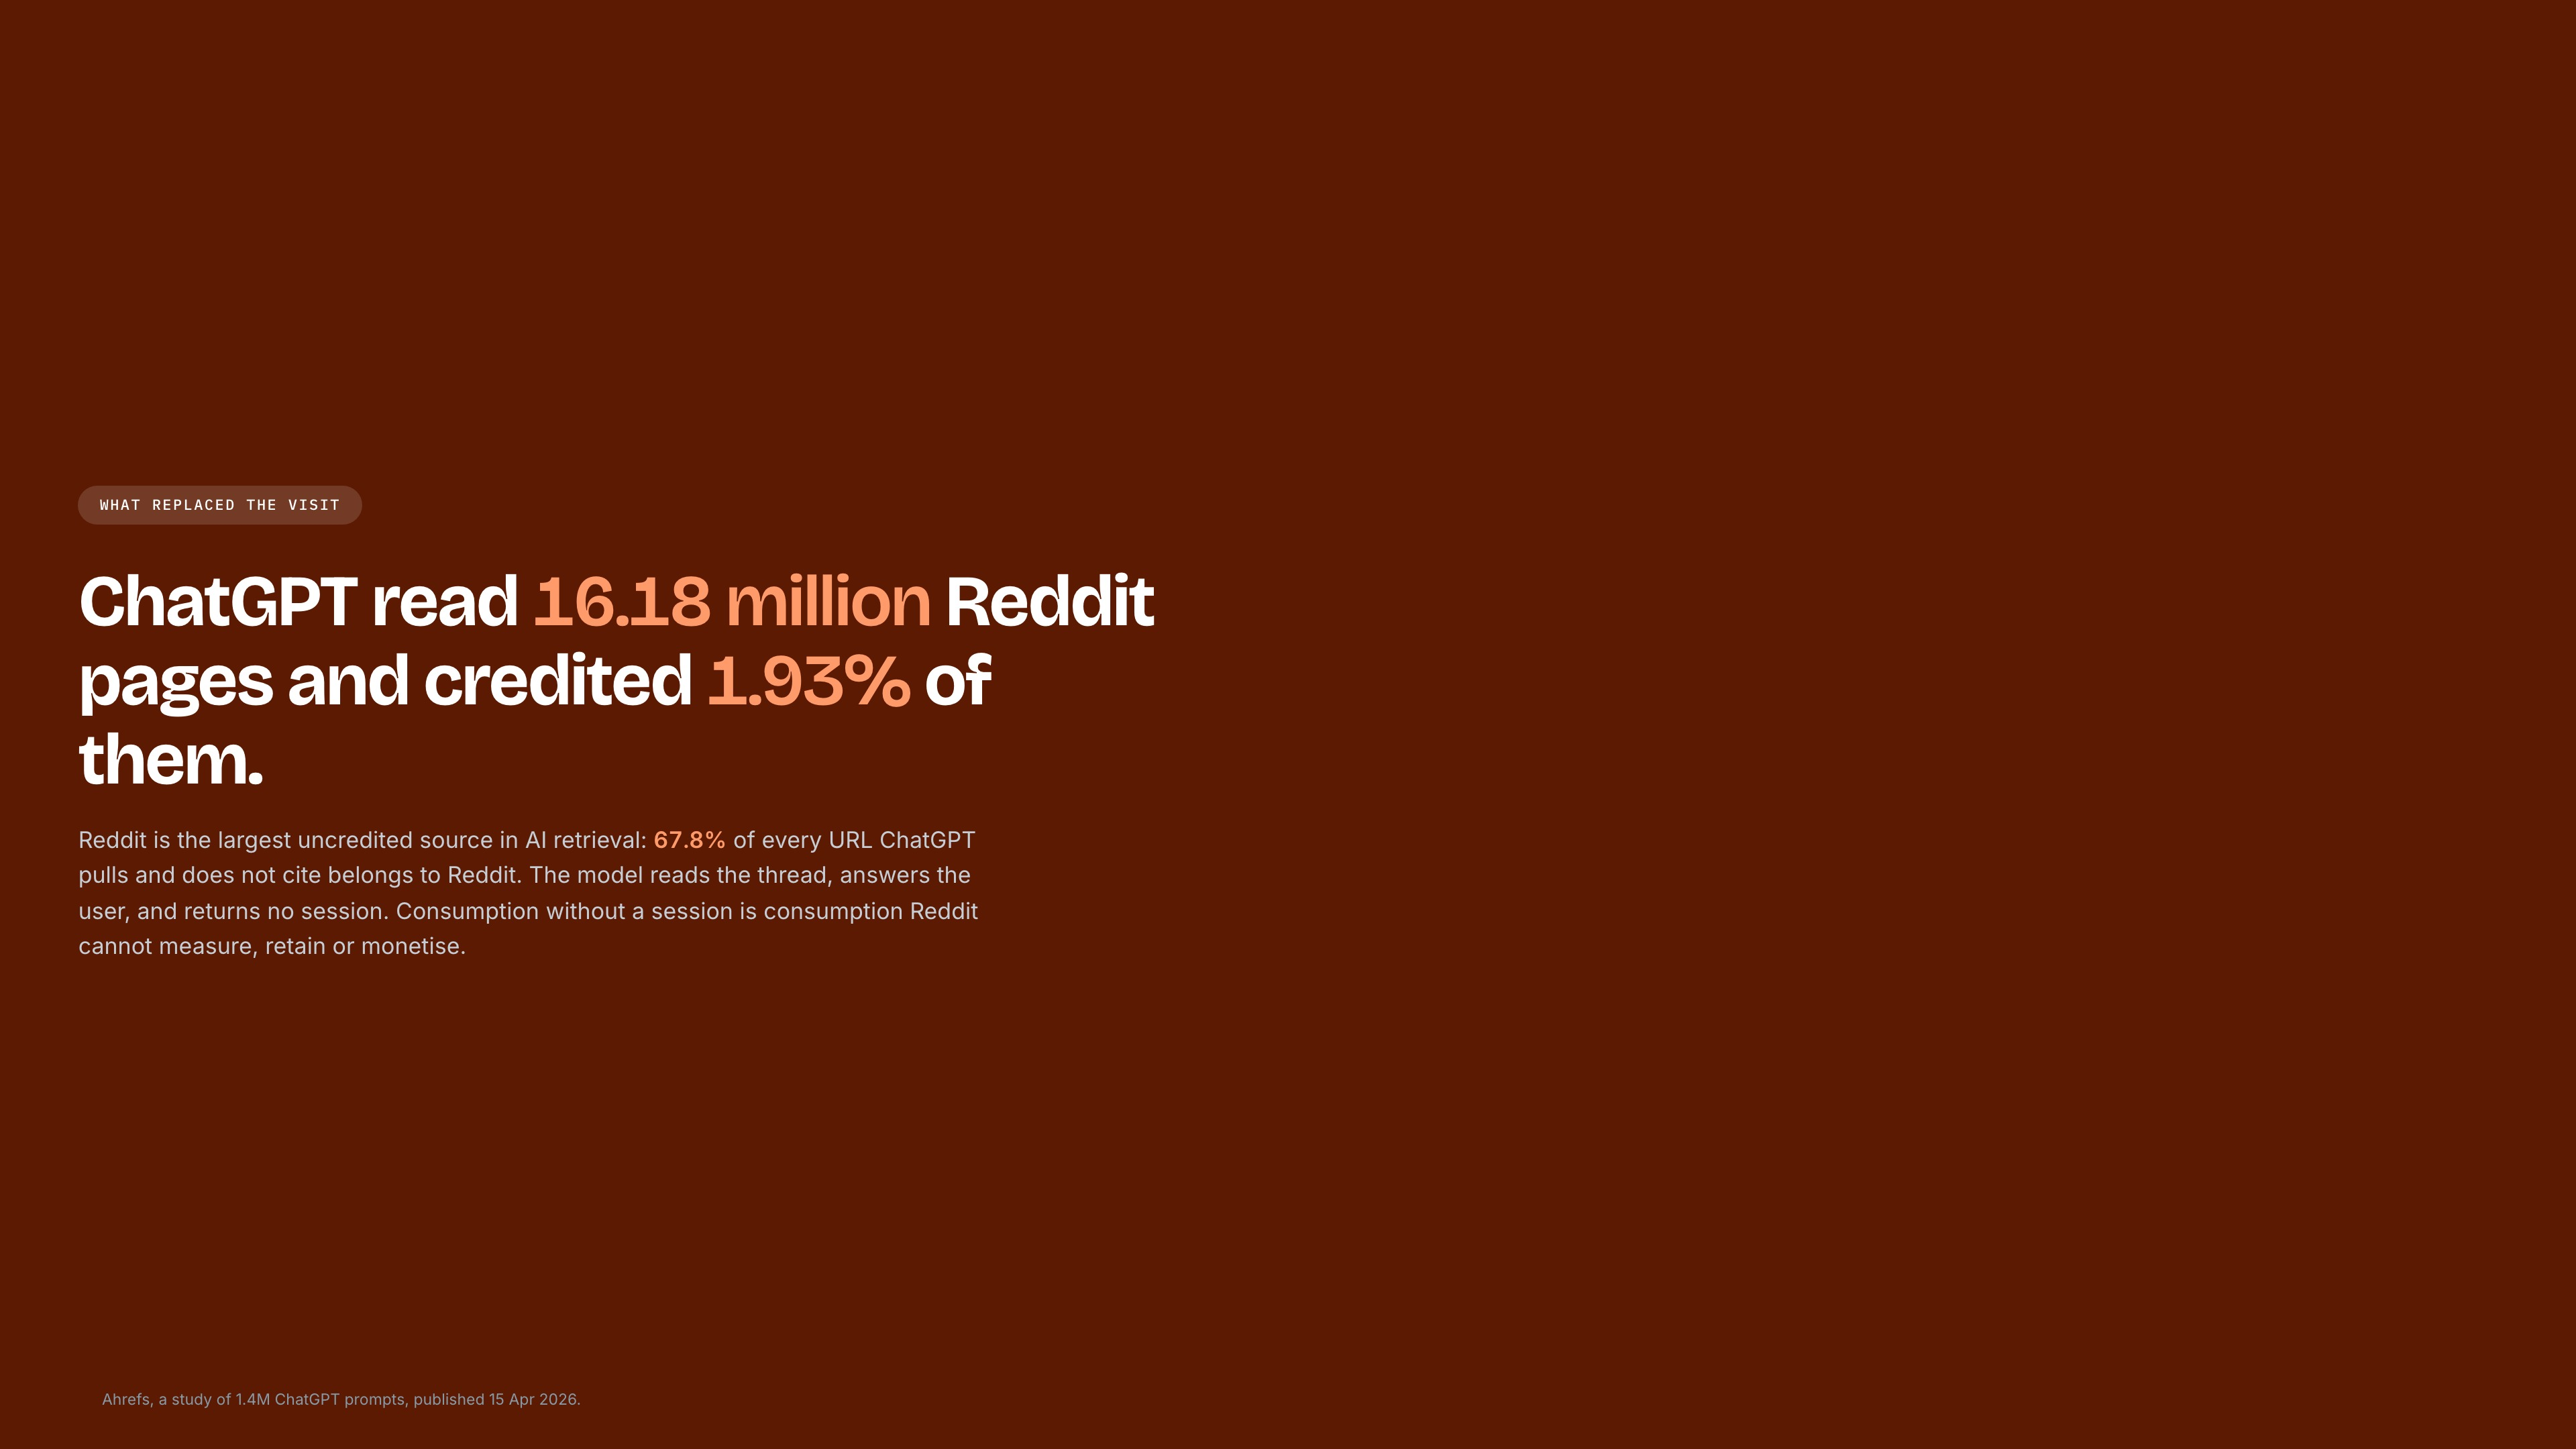 WHAT REPLACED THE VISIT
ChatGPT read 16.18 million Reddit
pages and credited 1.93% of
them.
Reddit is the largest uncredited source in AI retrieval: 67.8% of every URL ChatGPT
pulls and does not cite belongs to Reddit. The model reads the thread, answers the
user, and returns no session. Consumption without a session is consumption Reddit
cannot measure, retain or monetise.
Ahrefs, a study of 1.4M ChatGPT prompts, published 15 Apr 2026.